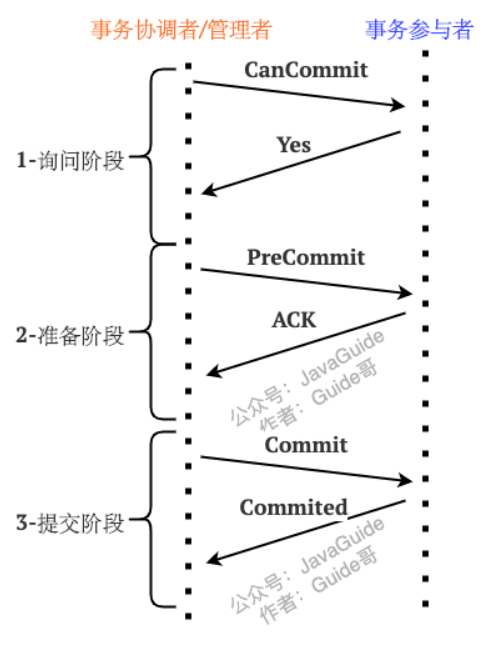 事务协调者/管理者
事务参与者
CanCommit
Yes
1-询问阶段
PreCommit
ACK
2-准备阶段
公众号：JavaGuide
作者：Guide哥
Commit
Commited
3-提交阶段
公众号：JavaGuide
作者：Guide哥